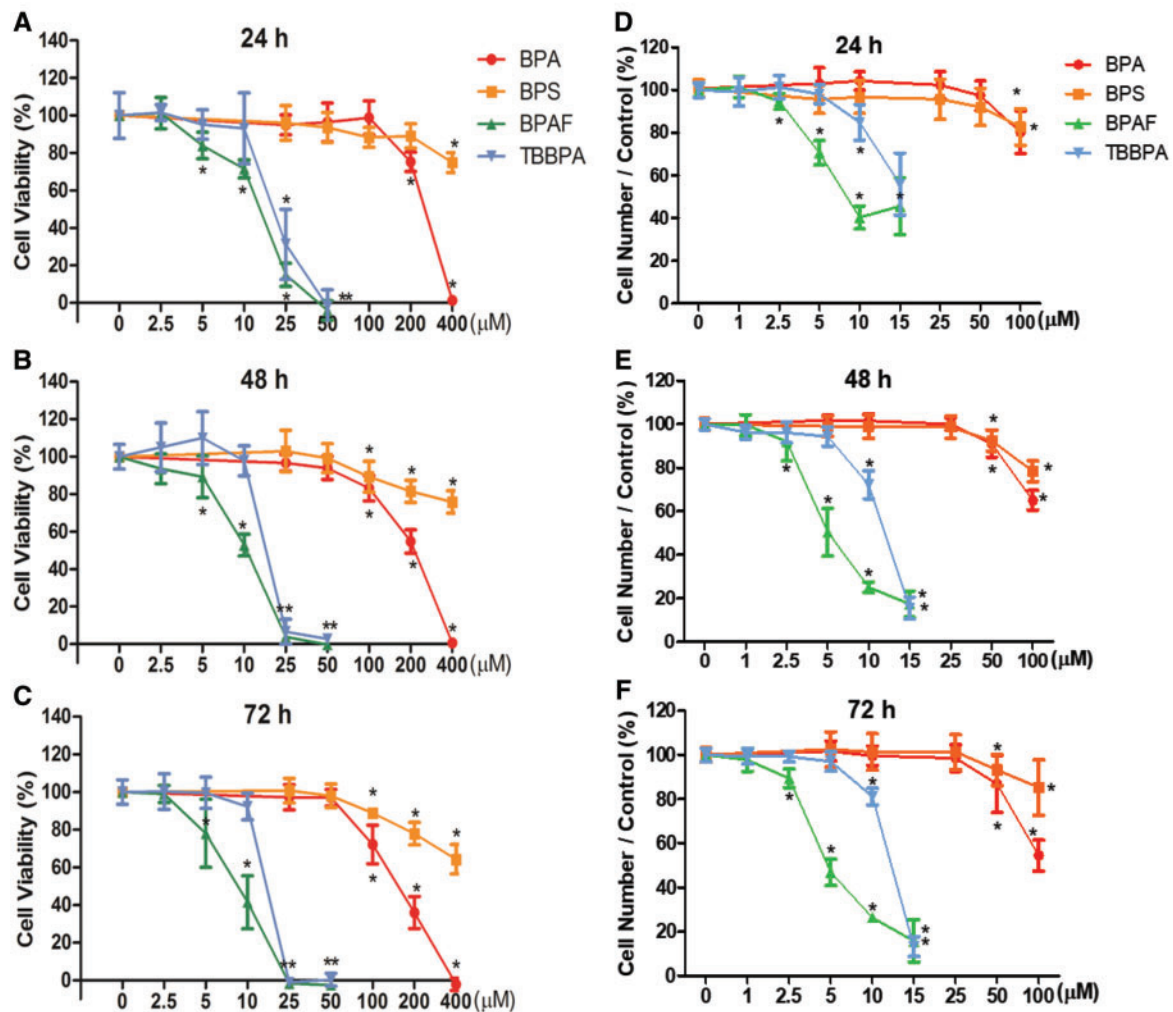 A
24 h
Cell Viability (%)
140
120
100
80
60
40
20
0
0 2.5 5 10 25 50 100 200 400 (μM)
* * * * * * ** * *
BPA
BPS
BPAF
TBBPA
D
24 h
Cell Number / Control (%)
120
100
80
60
40
20
0
0 1 2.5 5 10 15 25 50 100 (μM)
* * * * * * *
BPA
BPS
BPAF
TBBPA
B
48 h
Cell Viability (%)
140
120
100
80
60
40
20
0
0 2.5 5 10 25 50 100 200 400 (μM)
* * ** ** * * * * * *
E
48 h
Cell Number / Control (%)
120
100
80
60
40
20
0
0 1 2.5 5 10 15 25 50 100 (μM)
* * * * * * * * * *
C
72 h
Cell Viability (%)
140
120
100
80
60
40
20
0
0 2.5 5 10 25 50 100 200 400 (μM)
* * ** ** * * * * * *
F
72 h
Cell Number / Control (%)
120
100
80
60
40
20
0
0 1 2.5 5 10 15 25 50 100 (μM)
* * * * * * * * * *